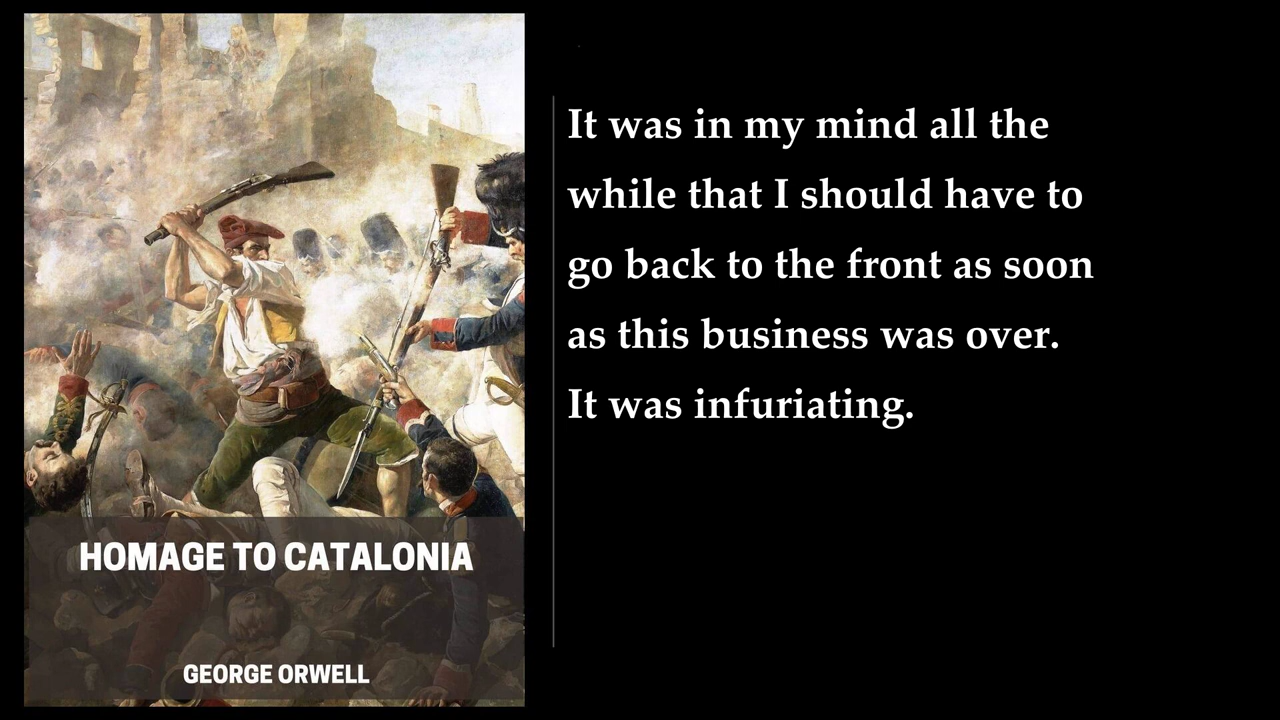 It was in my mind all the
while that I should have to
go back to the front as soon
as this business was over.
It was infuriating.
HOMAGE TO CATALONIA
GEORGE ORWELL